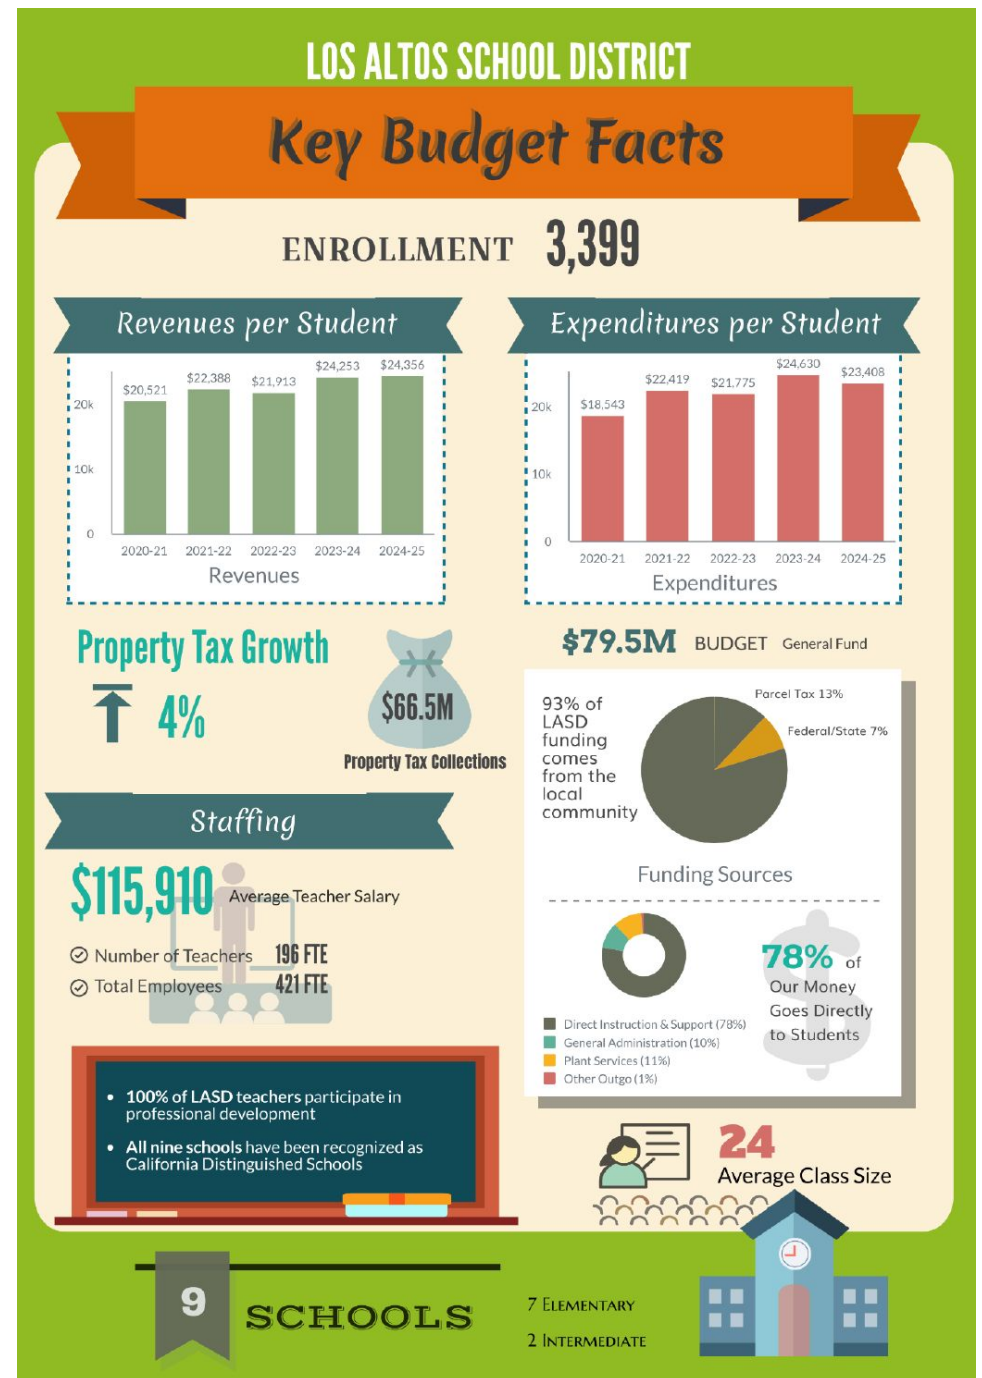 LOS ALTOS SCHOOL DISTRICT
Key Budget Facts
ENROLLMENT 3,399
Revenues per Student
$20,521
$22,388
$21,913
$24,253
$24,356
20k
10k
0
2020-21 2021-22 2022-23 2023-24 2024-25
Revenues
Expenditures per Student
$18,543
$22,419
$21,775
$24,630
$23,408
20k
10k
0
2020-21 2021-22 2022-23 2023-24 2024-25
Expenditures
Property Tax Growth
4%
$66.5M
Property Tax Collections
$79.5M BUDGET General Fund
93% of
LASD
funding
comes
from the
local
community
Parcel Tax 13%
Federal/State 7%
Funding Sources
78% of
Our Money
Goes Directly
to Students
Direct Instruction & Support (78%)
General Administration (10%)
Plant Services (11%)
Other Outgo (1%)
Staffing
$115,910 Average Teacher Salary
Number of Teachers 196 FTE
Total Employees 421 FTE
• 100% of LASD teachers participate in
professional development
• All nine schools have been recognized as
California Distinguished Schools
24
Average Class Size
9 SCHOOLS
7 ELEMENTARY
2 INTERMEDIATE